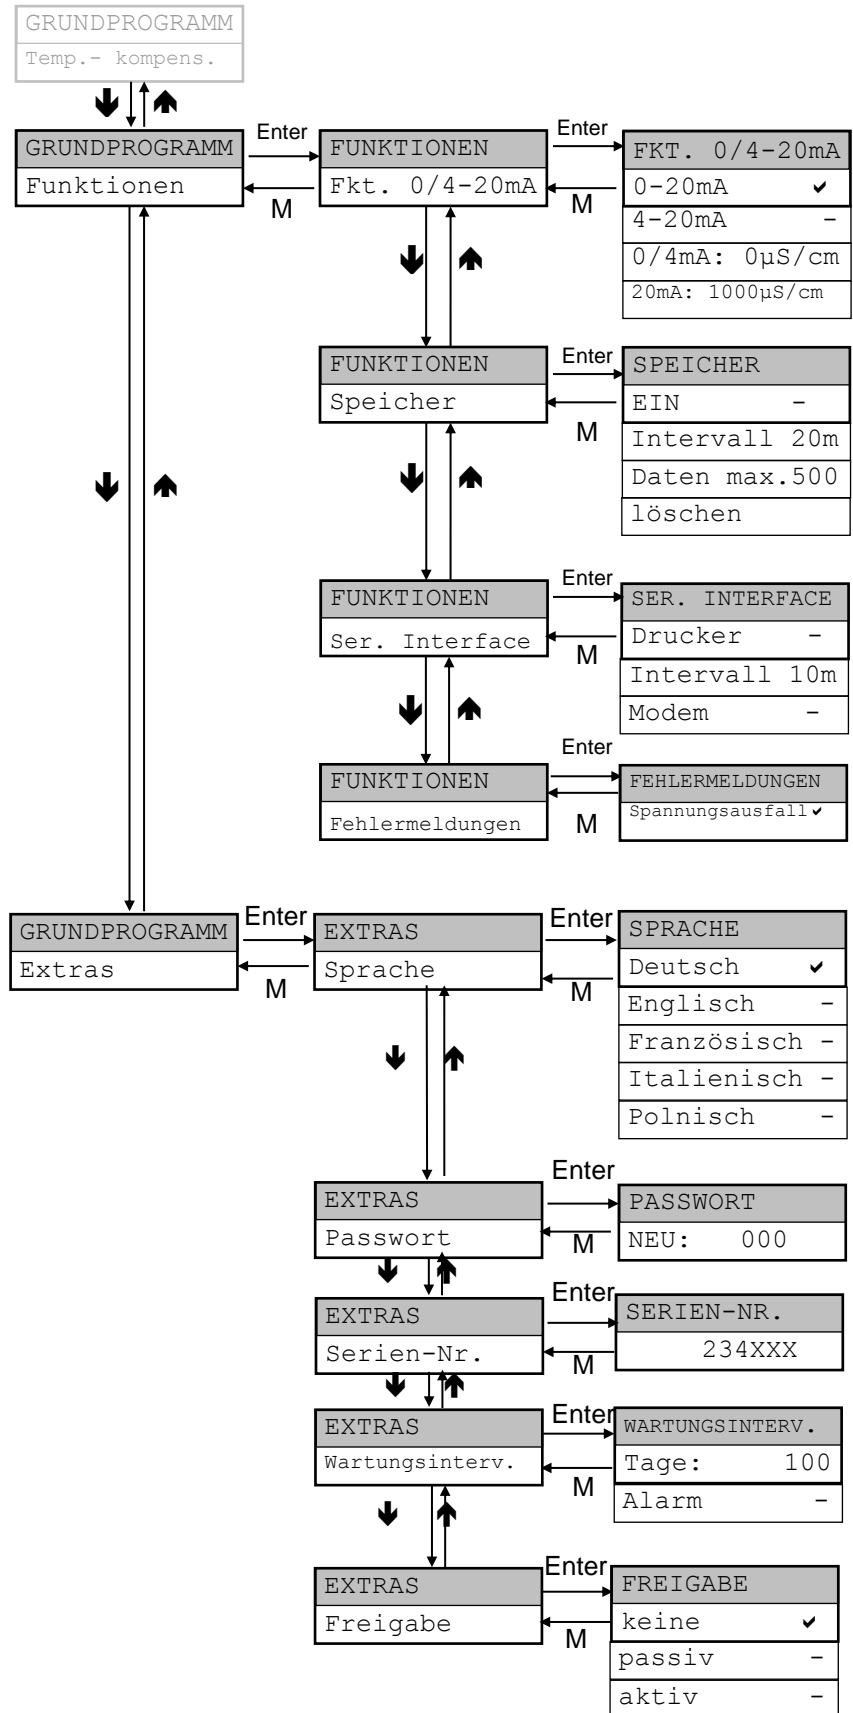 GRUNDPROGRAMM
Temp.- kompens.
GRUNDPROGRAMM
Funktionen
Enter
M
FUNKTIONEN
Fkt. 0/4-20mA
Enter
M
FKT. 0/4-20mA
0-20mA ✔
4-20mA -
0/4mA: 0µS/cm
20mA: 1000µS/cm
FUNKTIONEN
Speicher
Enter
M
SPEICHER
EIN -
Intervall 20m
Daten max.500
löschen
FUNKTIONEN
Ser. Interface
Enter
M
SER. INTERFACE
Drucker -
Intervall 10m
Modem -
FUNKTIONEN
Fehlermeldungen
Enter
M
FEHLERMELDUNGEN
Spannungsausfall✔
GRUNDPROGRAMM
Extras
Enter
M
EXTRAS
Sprache
Enter
M
SPRACHE
Deutsch ✔
Englisch -
Französisch -
Italienisch -
Polnisch -
EXTRAS
Passwort
Enter
M
PASSWORT
NEU: 000
EXTRAS
Serien-Nr.
Enter
M
SERIEN-NR.
234XXX
EXTRAS
Wartungsinterv.
Enter
M
WARTUNGSINTERV.
Tage: 100
Alarm -
EXTRAS
Freigabe
Enter
M
FREIGABE
keine ✔
passiv -
aktiv -